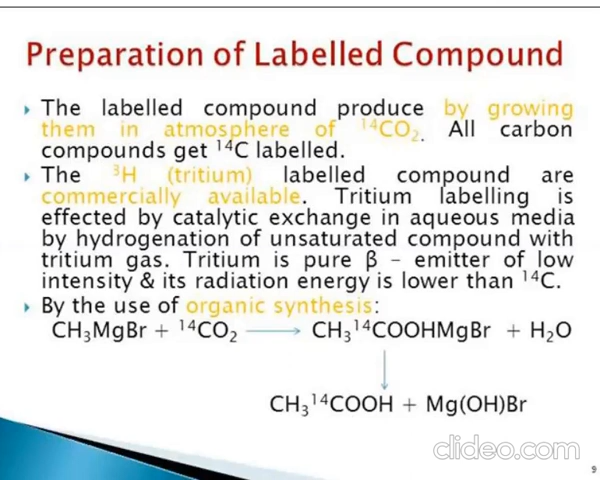 Preparation of Labelled Compound
The labelled compound produce by growing
them in atmosphere of ¹⁴CO₂. All carbon
compounds get ¹⁴C labelled.
The ³H (tritium) labelled compound are
commercially available. Tritium labelling is
effected by catalytic exchange in aqueous media
by hydrogenation of unsaturated compound with
tritium gas. Tritium is pure β – emitter of low
intensity & its radiation energy is lower than ¹⁴C.
By the use of organic synthesis:
CH₃MgBr + ¹⁴CO₂ ⟶ CH₃¹⁴COOHMgBr + H₂O
↓
CH₃¹⁴COOH + Mg(OH)Br
clideo.com
9